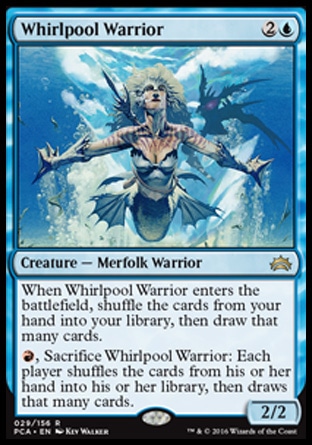 Whirlpool Warrior 2
Creature — Merfolk Warrior
When Whirlpool Warrior enters the
battlefield, shuffle the cards from your
hand into your library, then draw that
many cards.
, Sacrifice Whirlpool Warrior: Each
player shuffles the cards from his or her
hand into his or her library, then draws
that many cards.
2/2
029/156 R
PCA • EN Kev Walker
™ & © 2016 Wizards of the Coast